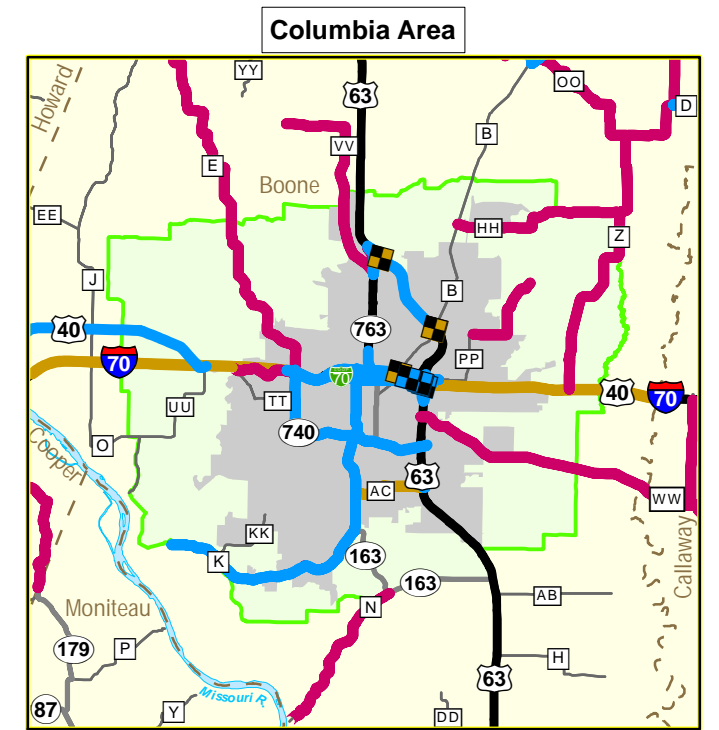 Columbia Area
YY
63
OO
D
Howard
B
VV
E
Boone
EE
HH
Z
J
B
40
763
70
PP
70
40
70
TT
UU
740
O
Cooper
63
AC
WW
KK
163
K
163
Callaway
AB
N
Moniteau
P
179
H
63
Missouri R.
87
Y
DD